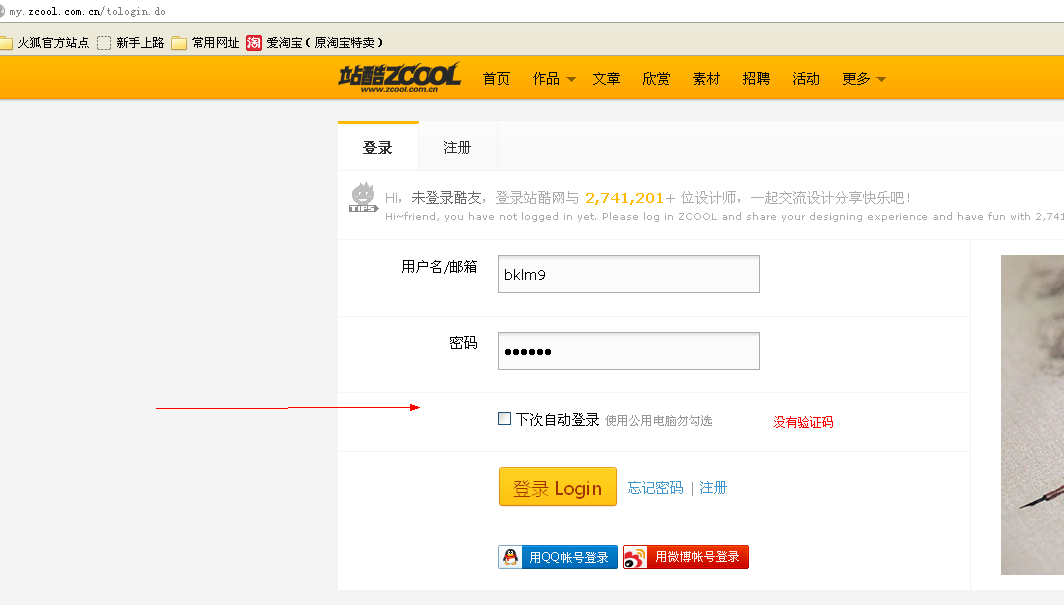 my.zcool.com.cn/tologin.do
火狐官方站点 新手上路 常用网址 淘 爱淘宝（原淘宝特卖）
站酷ZCOOL 首页 作品 文章 欣赏 素材 招聘 活动 更多
www.zcool.com.cn
登录 注册
Hi，未登录酷友，登录站酷网与 2,741,201+ 位设计师，一起交流设计分享快乐吧！
TIPS
Hi~friend, you have not logged in yet. Please log in ZCOOL and share your designing experience and have fun with 2,741
用户名/邮箱 bklm9
密码 ••••••
下次自动登录 使用公用电脑勿勾选 没有验证码
登录 Login 忘记密码 | 注册
用QQ帐号登录 用微博帐号登录